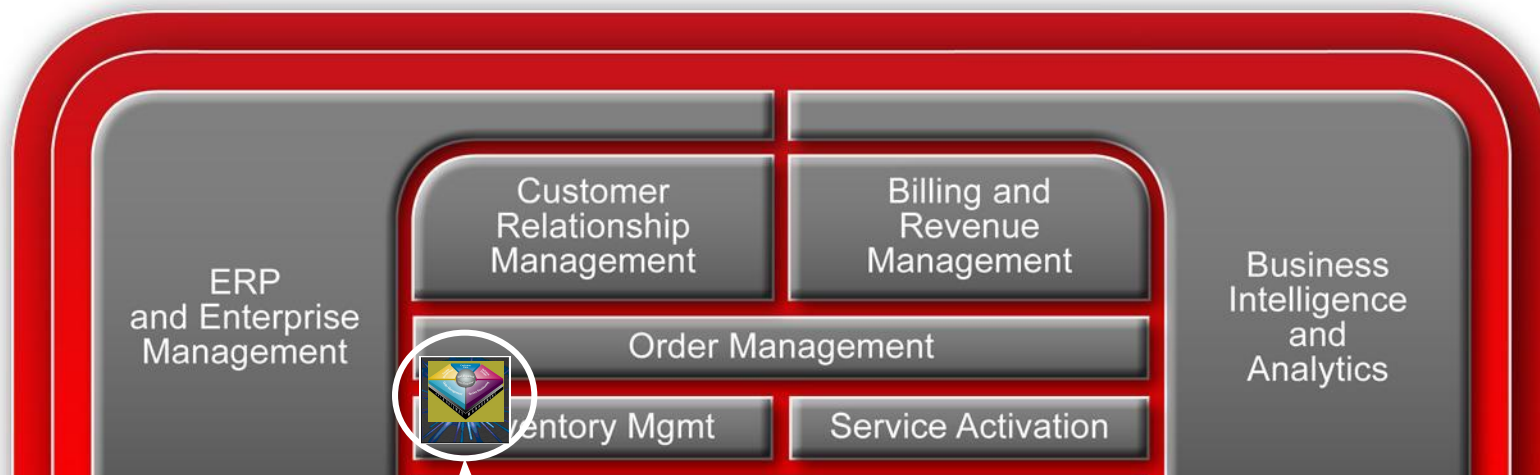 Customer
Relationship
Management
Billing and
Revenue
Management
ERP
and Enterprise
Management
Business
Intelligence
and
Analytics
Order Management
ventory Mgmt
Service Activation